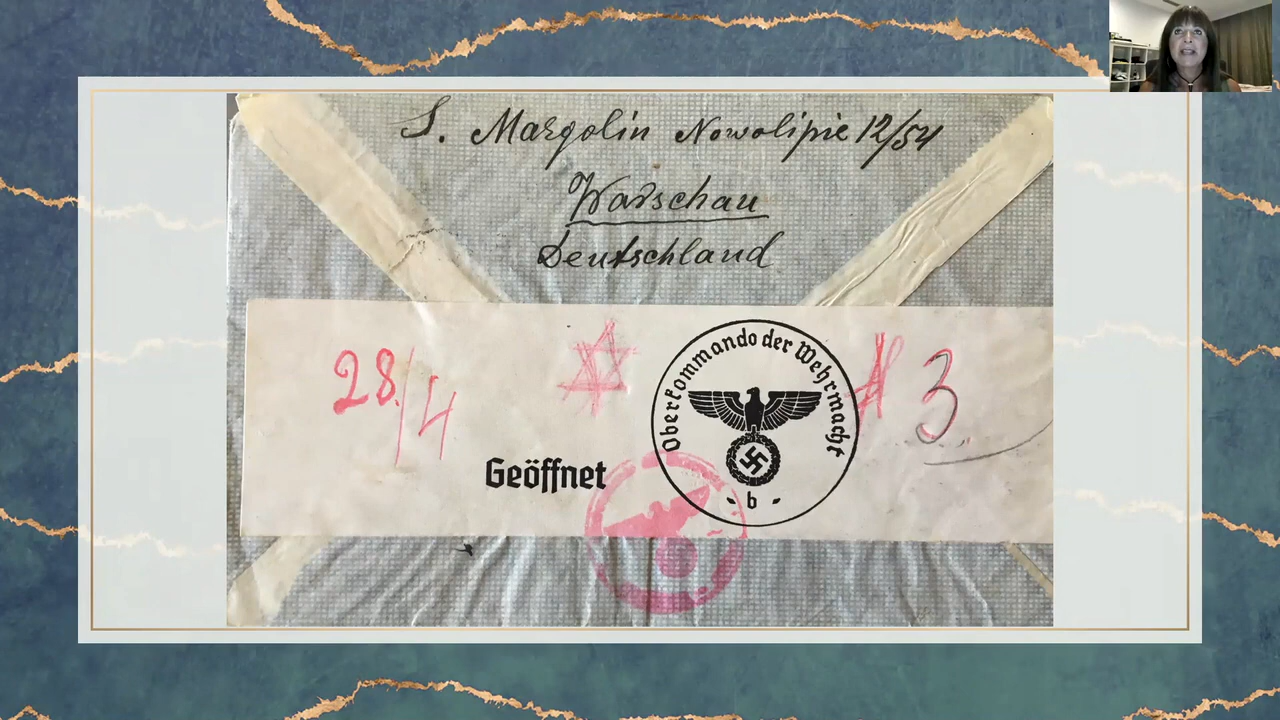 S. Margolin Nowolipie 12/54
Warschau
Deutschland
28/4
3
Geöffnet
Oberkommando der Wehrmacht
b